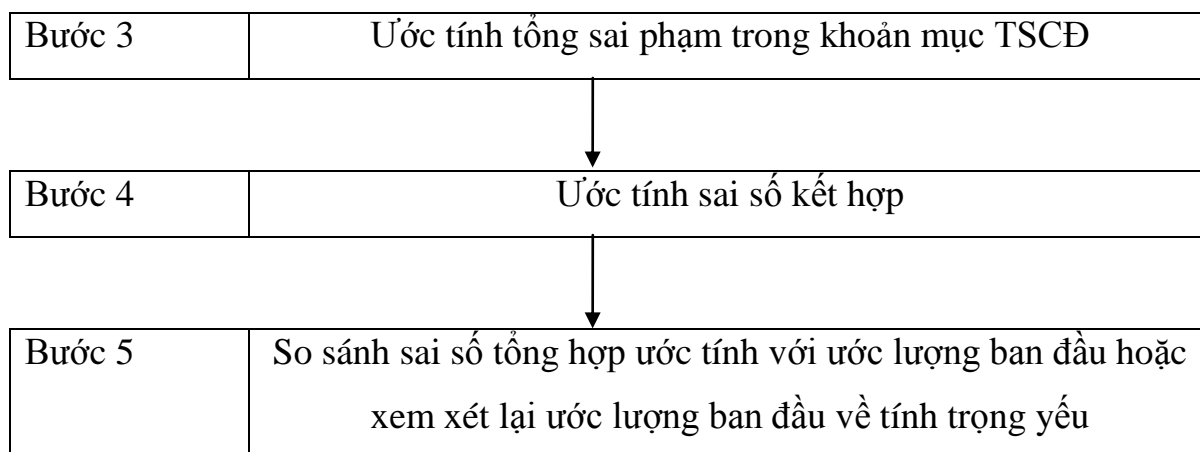 Bước 3 Ước tính tổng sai phạm trong khoản mục TSCĐ
Bước 4 Ước tính sai số kết hợp
Bước 5 So sánh sai số tổng hợp ước tính với ước lượng ban đầu hoặc
xem xét lại ước lượng ban đầu về tính trọng yếu